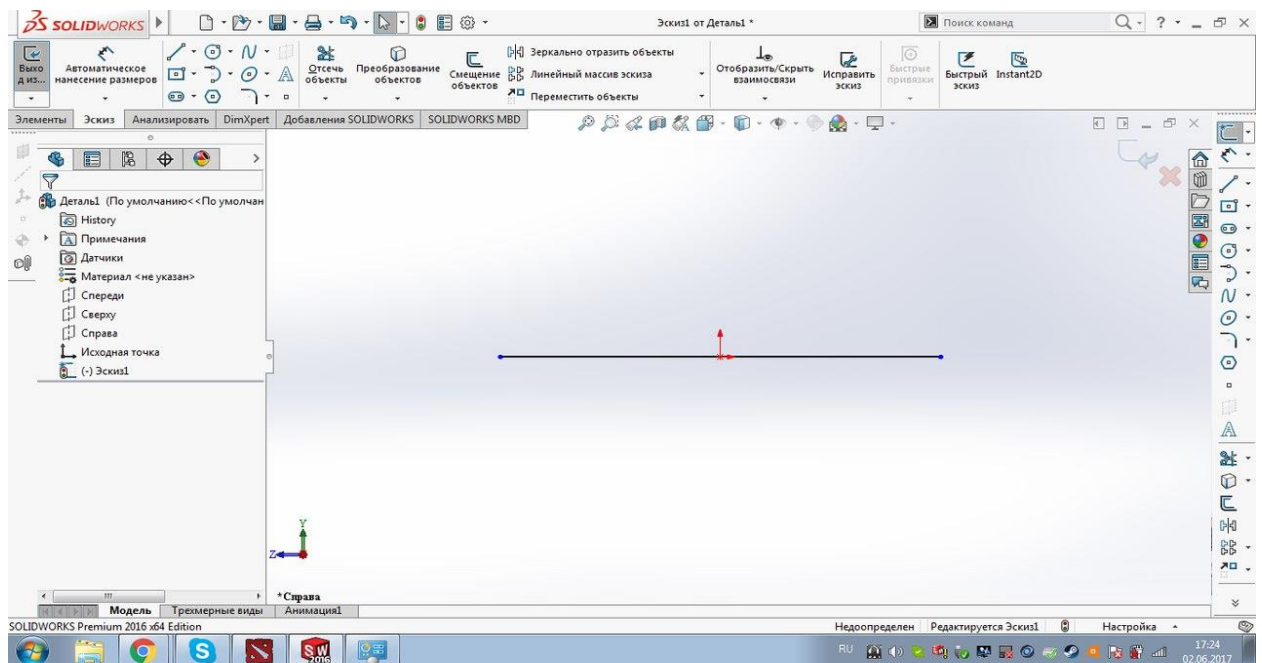 SOLIDWORKS
Эскиз1 от Деталь1 *
Поиск команд
Выхо д из...
Автоматическое нанесение размеров
Отсечь объекты
Преобразование объектов
Смещение объектов
Зеркально отразить объекты
Линейный массив эскиза
Переместить объекты
Отобразить/Скрыть взаимосвязи
Исправить эскиз
Быстрые привязки
Быстрый эскиз
Instant2D
Элементы Эскиз Анализировать DimXpert Добавления SOLIDWORKS SOLIDWORKS MBD
Деталь1 (По умолчанию<<По умолчан
History
Примечания
Датчики
Материал <не указан>
Спереди
Сверху
Справа
Исходная точка
(-) Эскиз1
Y
Z
*Справа
Модель Трехмерные виды Анимация1
SOLIDWORKS Premium 2016 x64 Edition
Недоопределен Редактируется Эскиз1 Настройка
RU
17:24
02.06.2017